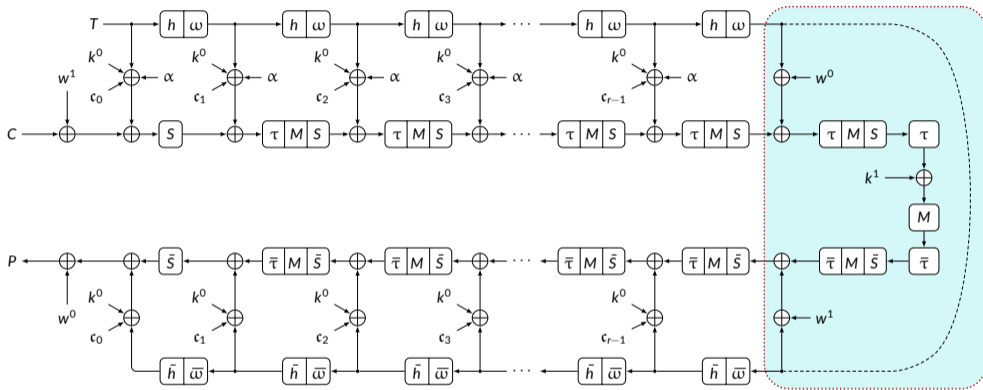 T h ω h ω h ω ... h ω h ω
k⁰ k⁰ k⁰ k⁰ k⁰
w¹ α α α α α w⁰
c₀ c₁ c₂ c₃ cᵣ₋₁
C S τ M S τ M S ... τ M S τ M S τ M S τ
k¹
M
P S̄ τ̄ M S̄ τ̄ M S̄ ... τ̄ M S̄ τ̄ M S̄ τ̄ M S̄ τ̄
k⁰ k⁰ k⁰ k⁰ k⁰
w⁰ w¹
c₀ c₁ c₂ c₃ cᵣ₋₁
h̄ ω̄ h̄ ω̄ h̄ ω̄ ... h̄ ω̄ h̄ ω̄